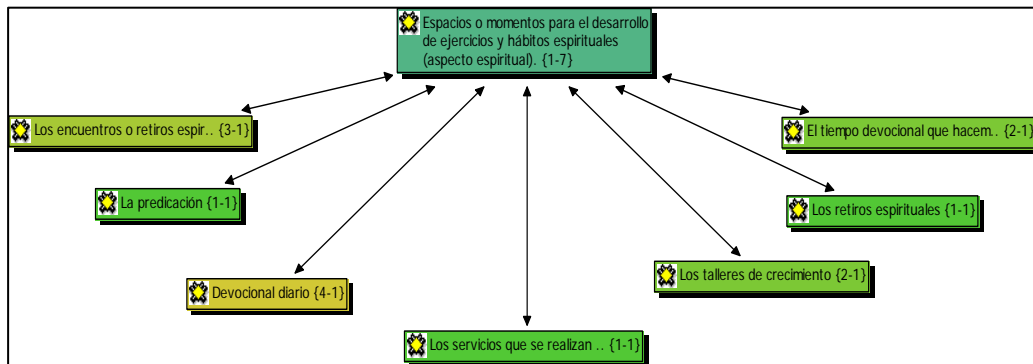 Espacios o momentos para el desarrollo
de ejercicios y hábitos espirituales
(aspecto espiritual). {1-7}
Los encuentros o retiros espir.. {3-1}
El tiempo devocional que hacem.. {2-1}
La predicación {1-1}
Los retiros espirituales {1-1}
Los talleres de crecimiento {2-1}
Devocional diario {4-1}
Los servicios que se realizan .. {1-1}